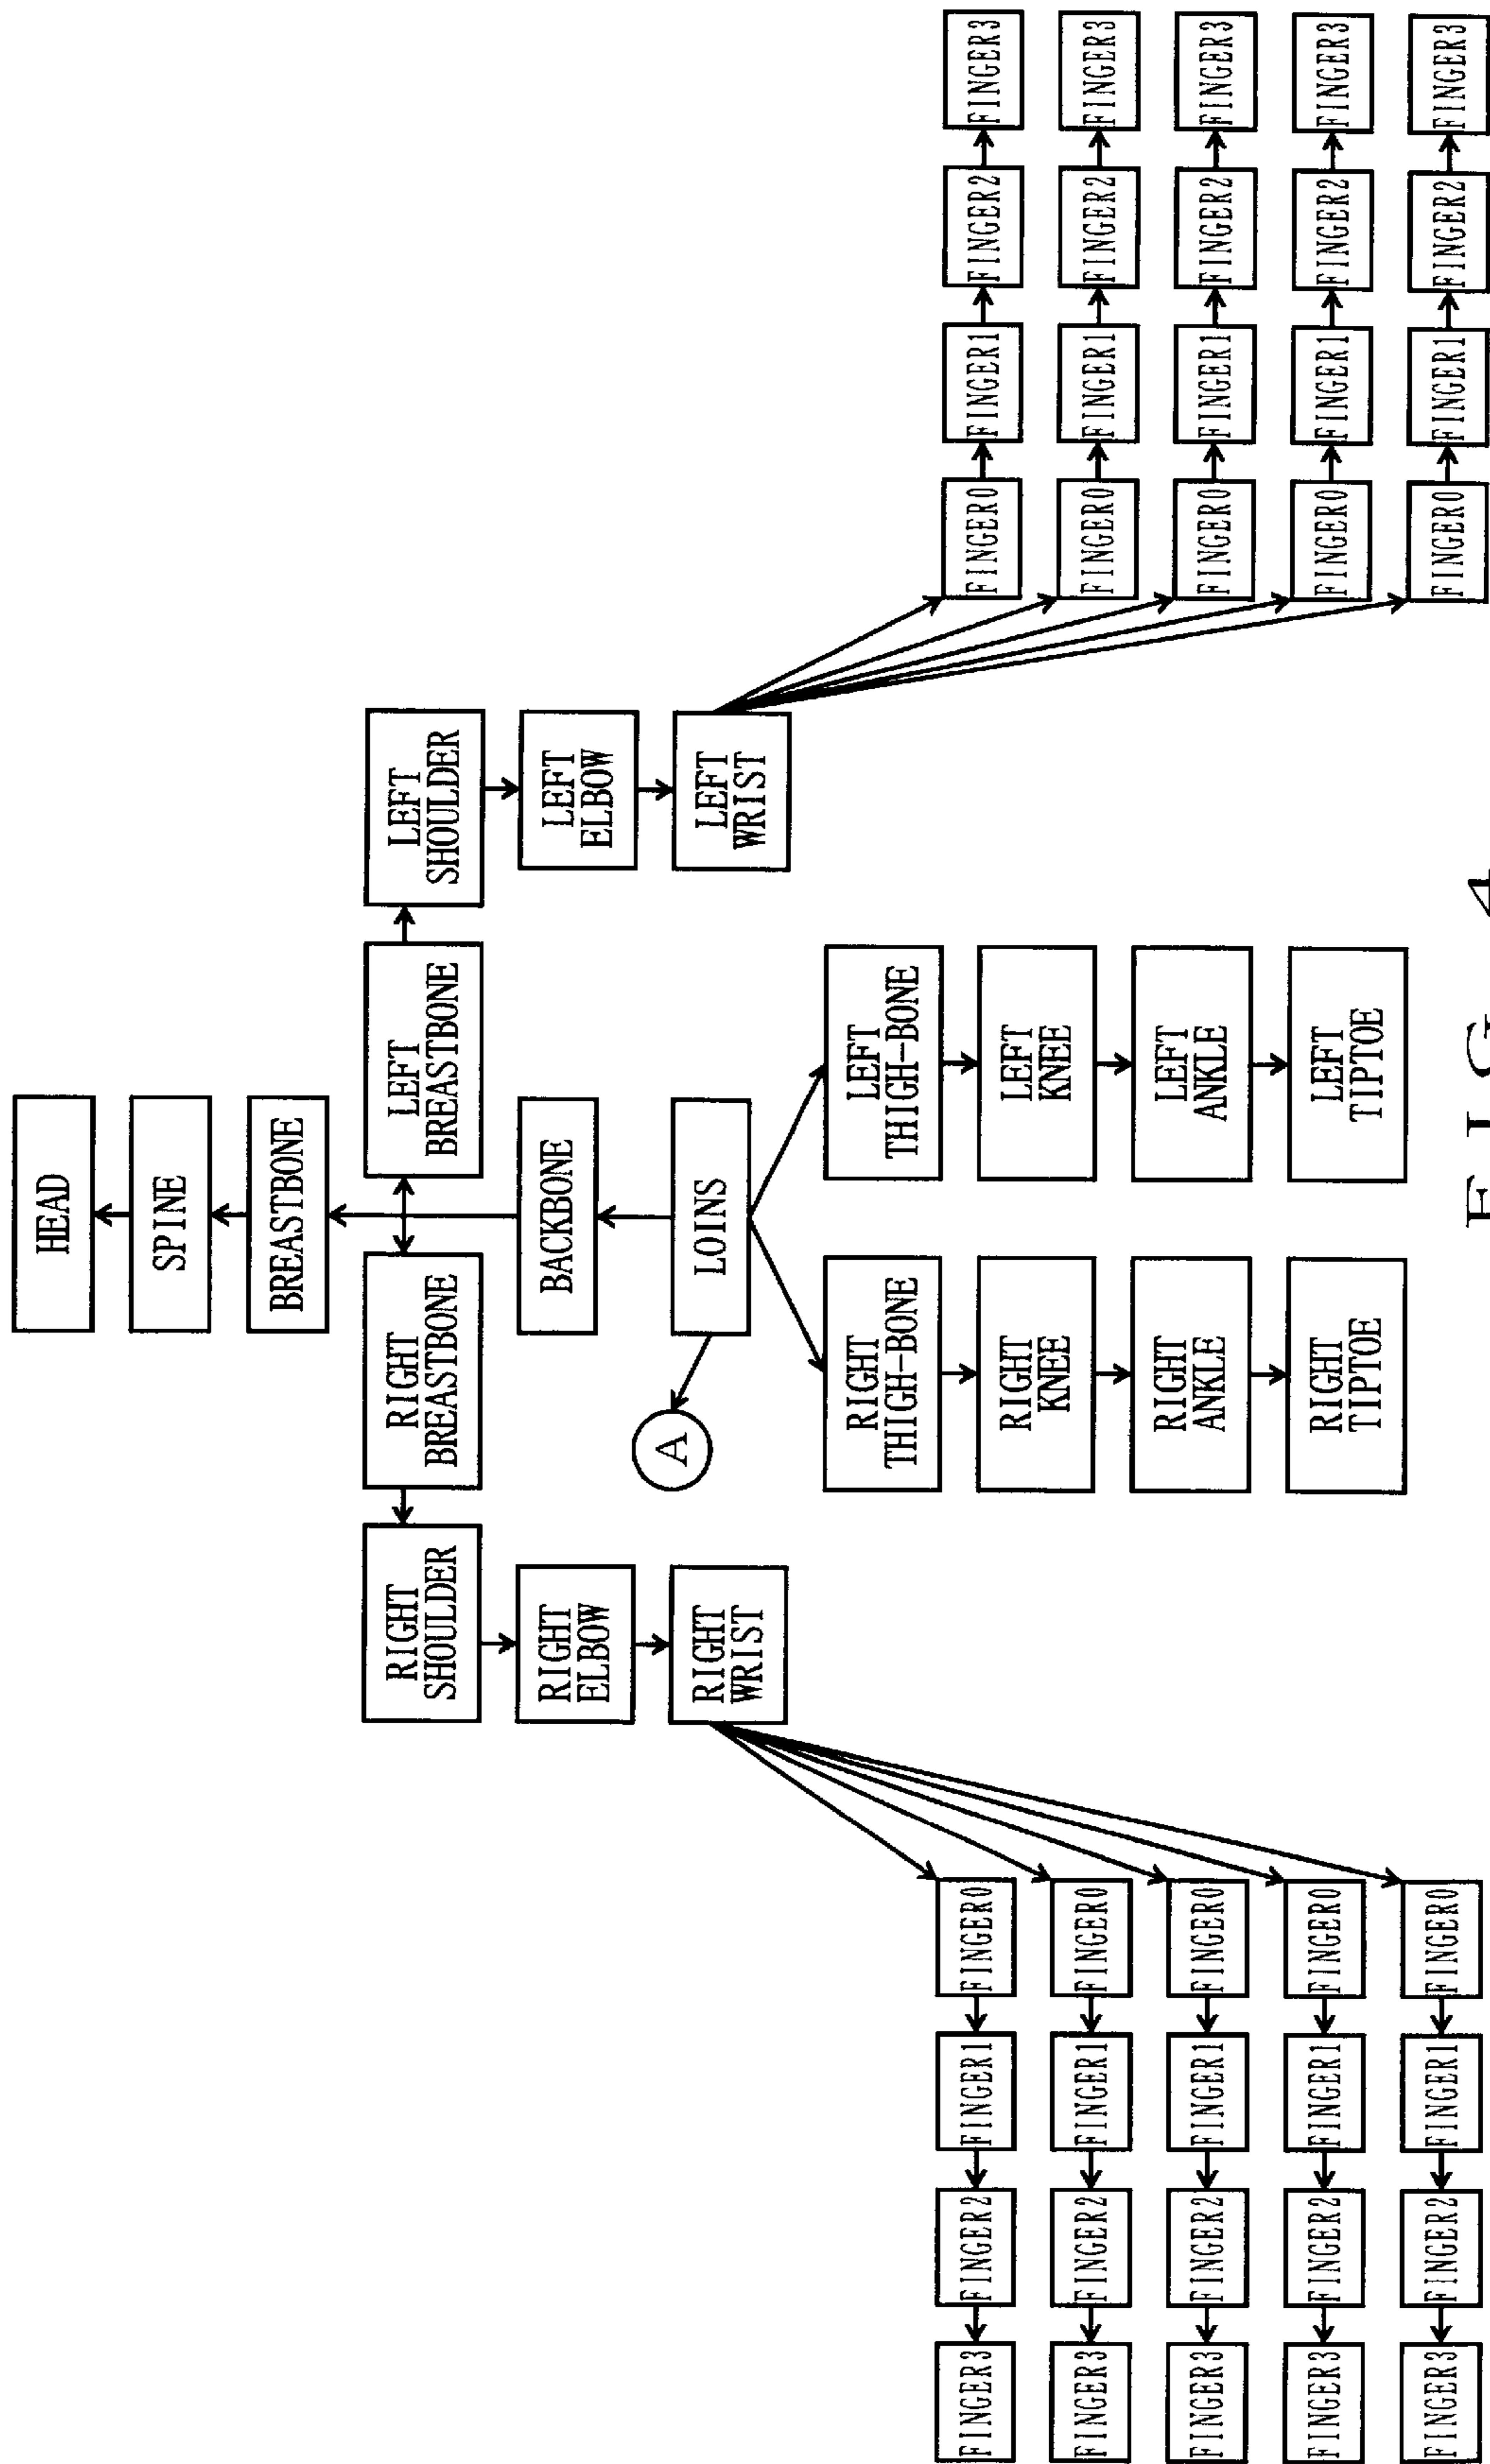 HEAD
SPINE
BREASTBONE
RIGHT
SHOULDER
RIGHT
BREASTBONE
LEFT
BREASTBONE
LEFT
SHOULDER
RIGHT
ELBOW
BACKBONE
LEFT
ELBOW
RIGHT
WRIST
A
LOINS
LEFT
WRIST
RIGHT
THIGH-BONE
LEFT
THIGH-BONE
RIGHT
KNEE
LEFT
KNEE
RIGHT
ANKLE
LEFT
ANKLE
RIGHT
TIPTOE
LEFT
TIPTOE
FINGER3 FINGER2 FINGER1 FINGER0
FINGER3 FINGER2 FINGER1 FINGER0
FINGER3 FINGER2 FINGER1 FINGER0
FINGER3 FINGER2 FINGER1 FINGER0
FINGER3 FINGER2 FINGER1 FINGER0
FINGER0 FINGER1 FINGER2 FINGER3
FINGER0 FINGER1 FINGER2 FINGER3
FINGER0 FINGER1 FINGER2 FINGER3
FINGER0 FINGER1 FINGER2 FINGER3
FINGER0 FINGER1 FINGER2 FINGER3
FIG. 4